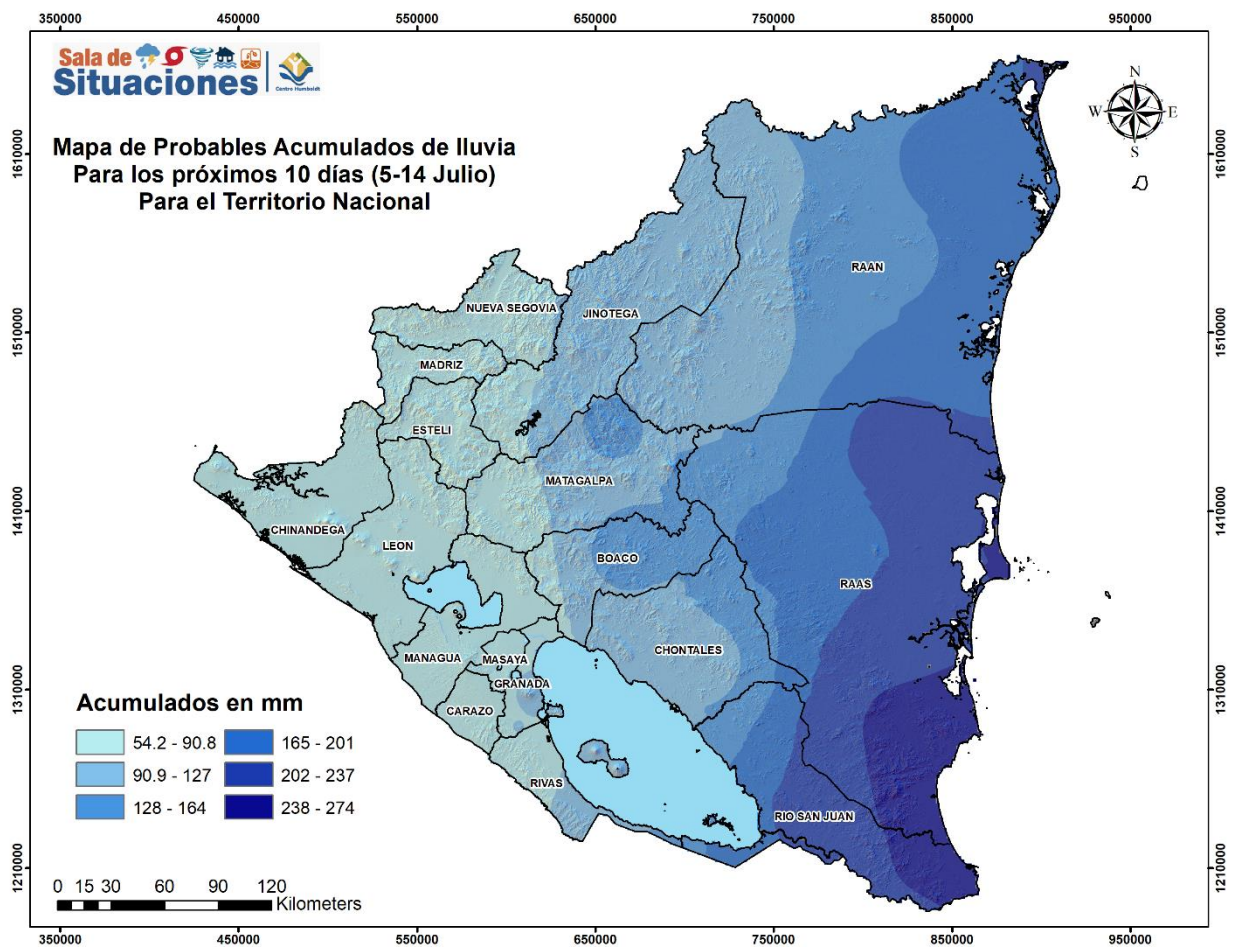 350000 450000 550000 650000 750000 850000 950000
Sala de
Situaciones
Centro Humboldt
Mapa de Probables Acumulados de lluvia
Para los próximos 10 días (5-14 Julio)
Para el Territorio Nacional
N
W E
S
1610000 1610000
RAAN
NUEVA SEGOVIA
JINOTEGA
1510000 1510000
MADRIZ
ESTELI
MATAGALPA
1410000 1410000
CHINANDEGA
LEON
BOACO
RAAS
CHONTALES
MANAGUA
MASAYA
GRANADA
1310000 1310000
CARAZO
RIVAS
RIO SAN JUAN
Acumulados en mm
54.2 - 90.8 165 - 201
90.9 - 127 202 - 237
128 - 164 238 - 274
1210000 1210000
0 15 30 60 90 120
Kilometers
350000 450000 550000 650000 750000 850000 950000